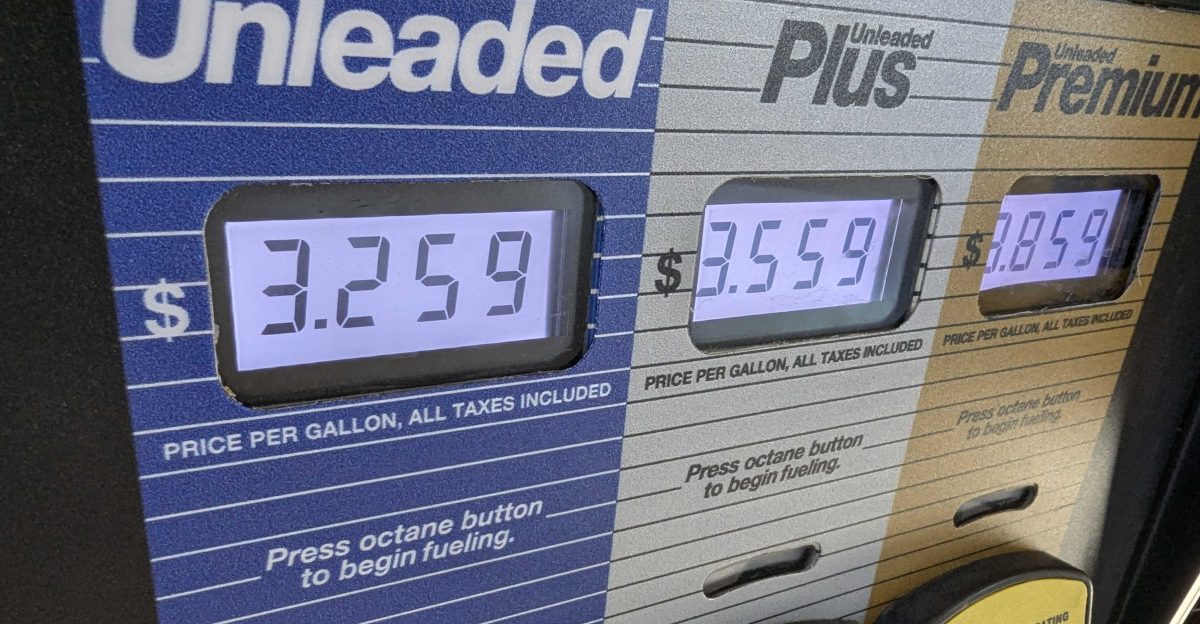 Unleaded
$ 3.259
PRICE PER GALLON, ALL TAXES INCLUDED
Press octane button
to begin fueling.
Unleaded
Plus
$ 3.559
PRICE PER GALLON, ALL TAXES INCLUDED
Press octane button
to begin fueling.
Unleaded
Premium
$ 3.859
PRICE PER GALLON, ALL TAXES INCLUDED
Press octane button
to begin fueling.